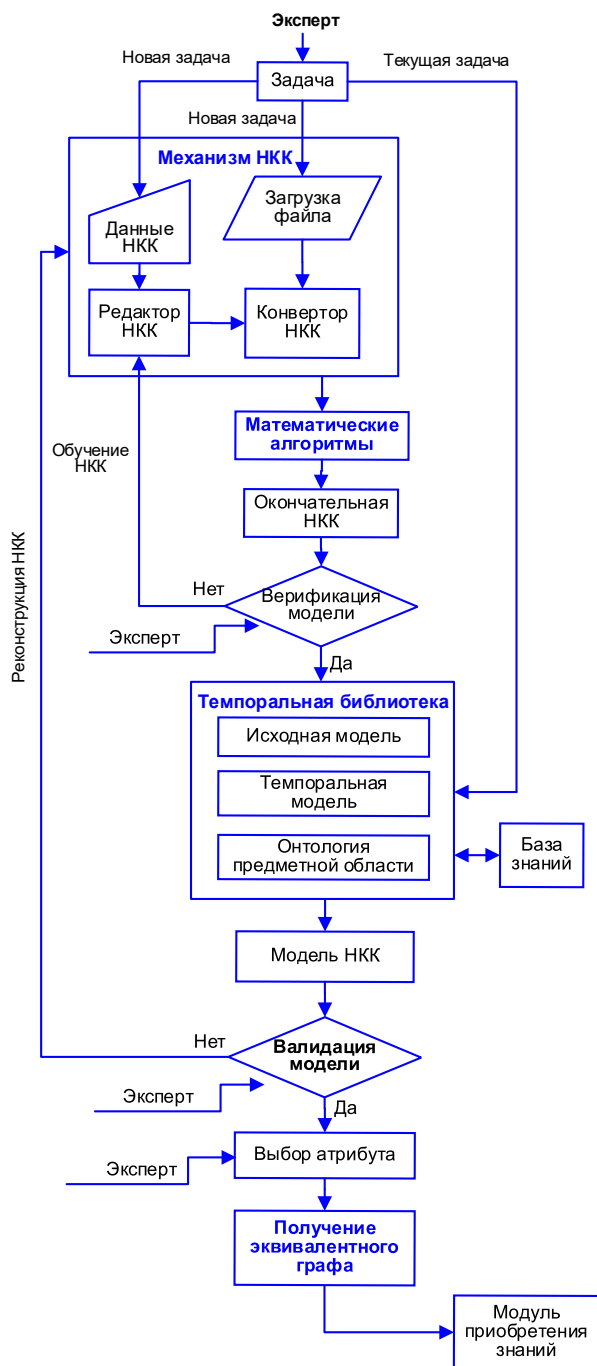 Эксперт
Новая задача
Текущая задача
Задача
Новая задача
Механизм НКК
Загрузка
файла
Данные
НКК
Редактор
НКК
Конвертор
НКК
Математические
алгоритмы
Обучение
НКК
Окончательная
НКК
Реконструкция НКК
Нет
Верификация
модели
Эксперт
Да
Темпоральная библиотека
Исходная модель
Темпоральная
модель
Онтология
предметной области
База
знаний
Модель НКК
Нет
Валидация
модели
Эксперт
Да
Выбор атрибута
Эксперт
Получение
эквивалентного
графа
Модуль
приобретения
знаний